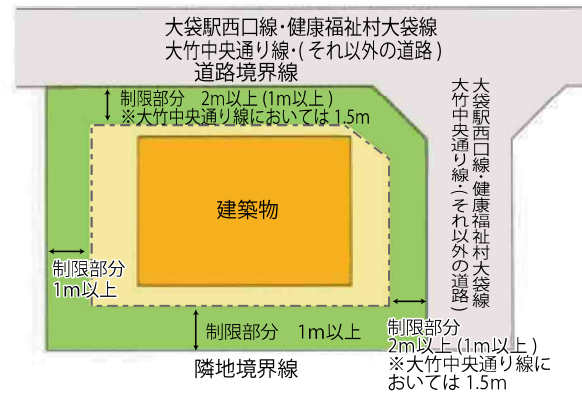 大袋駅西口線・健康福祉村大袋線
大竹中央通り線・(それ以外の道路)
道路境界線
制限部分 2m以上(1m以上)
※大竹中央通り線においては1.5m
大袋駅西口線・健康福祉村大袋線
大竹中央通り線・(それ以外の道路)
建築物
制限部分
1m以上
制限部分 1m以上
隣地境界線
制限部分
2m以上(1m以上)
※大竹中央通り線に
おいては1.5m